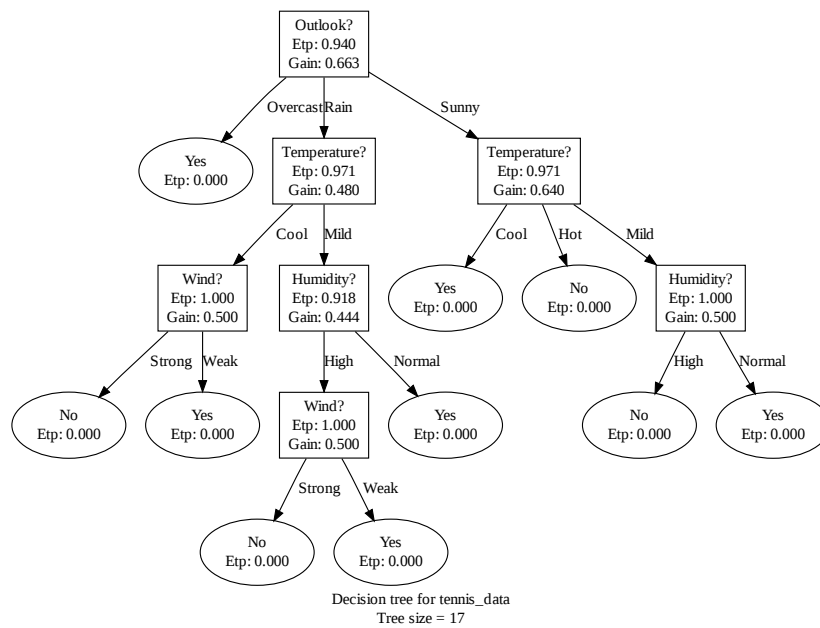 Outlook?
Etp: 0.940
Gain: 0.663
Overcast
Rain
Sunny
Yes
Etp: 0.000
Temperature?
Etp: 0.971
Gain: 0.480
Temperature?
Etp: 0.971
Gain: 0.640
Cool
Mild
Cool
Hot
Mild
Wind?
Etp: 1.000
Gain: 0.500
Humidity?
Etp: 0.918
Gain: 0.444
Yes
Etp: 0.000
No
Etp: 0.000
Humidity?
Etp: 1.000
Gain: 0.500
Strong
Weak
High
Normal
High
Normal
No
Etp: 0.000
Yes
Etp: 0.000
Wind?
Etp: 1.000
Gain: 0.500
Yes
Etp: 0.000
No
Etp: 0.000
Yes
Etp: 0.000
Strong
Weak
No
Etp: 0.000
Yes
Etp: 0.000
Decision tree for tennis_data
Tree size = 17